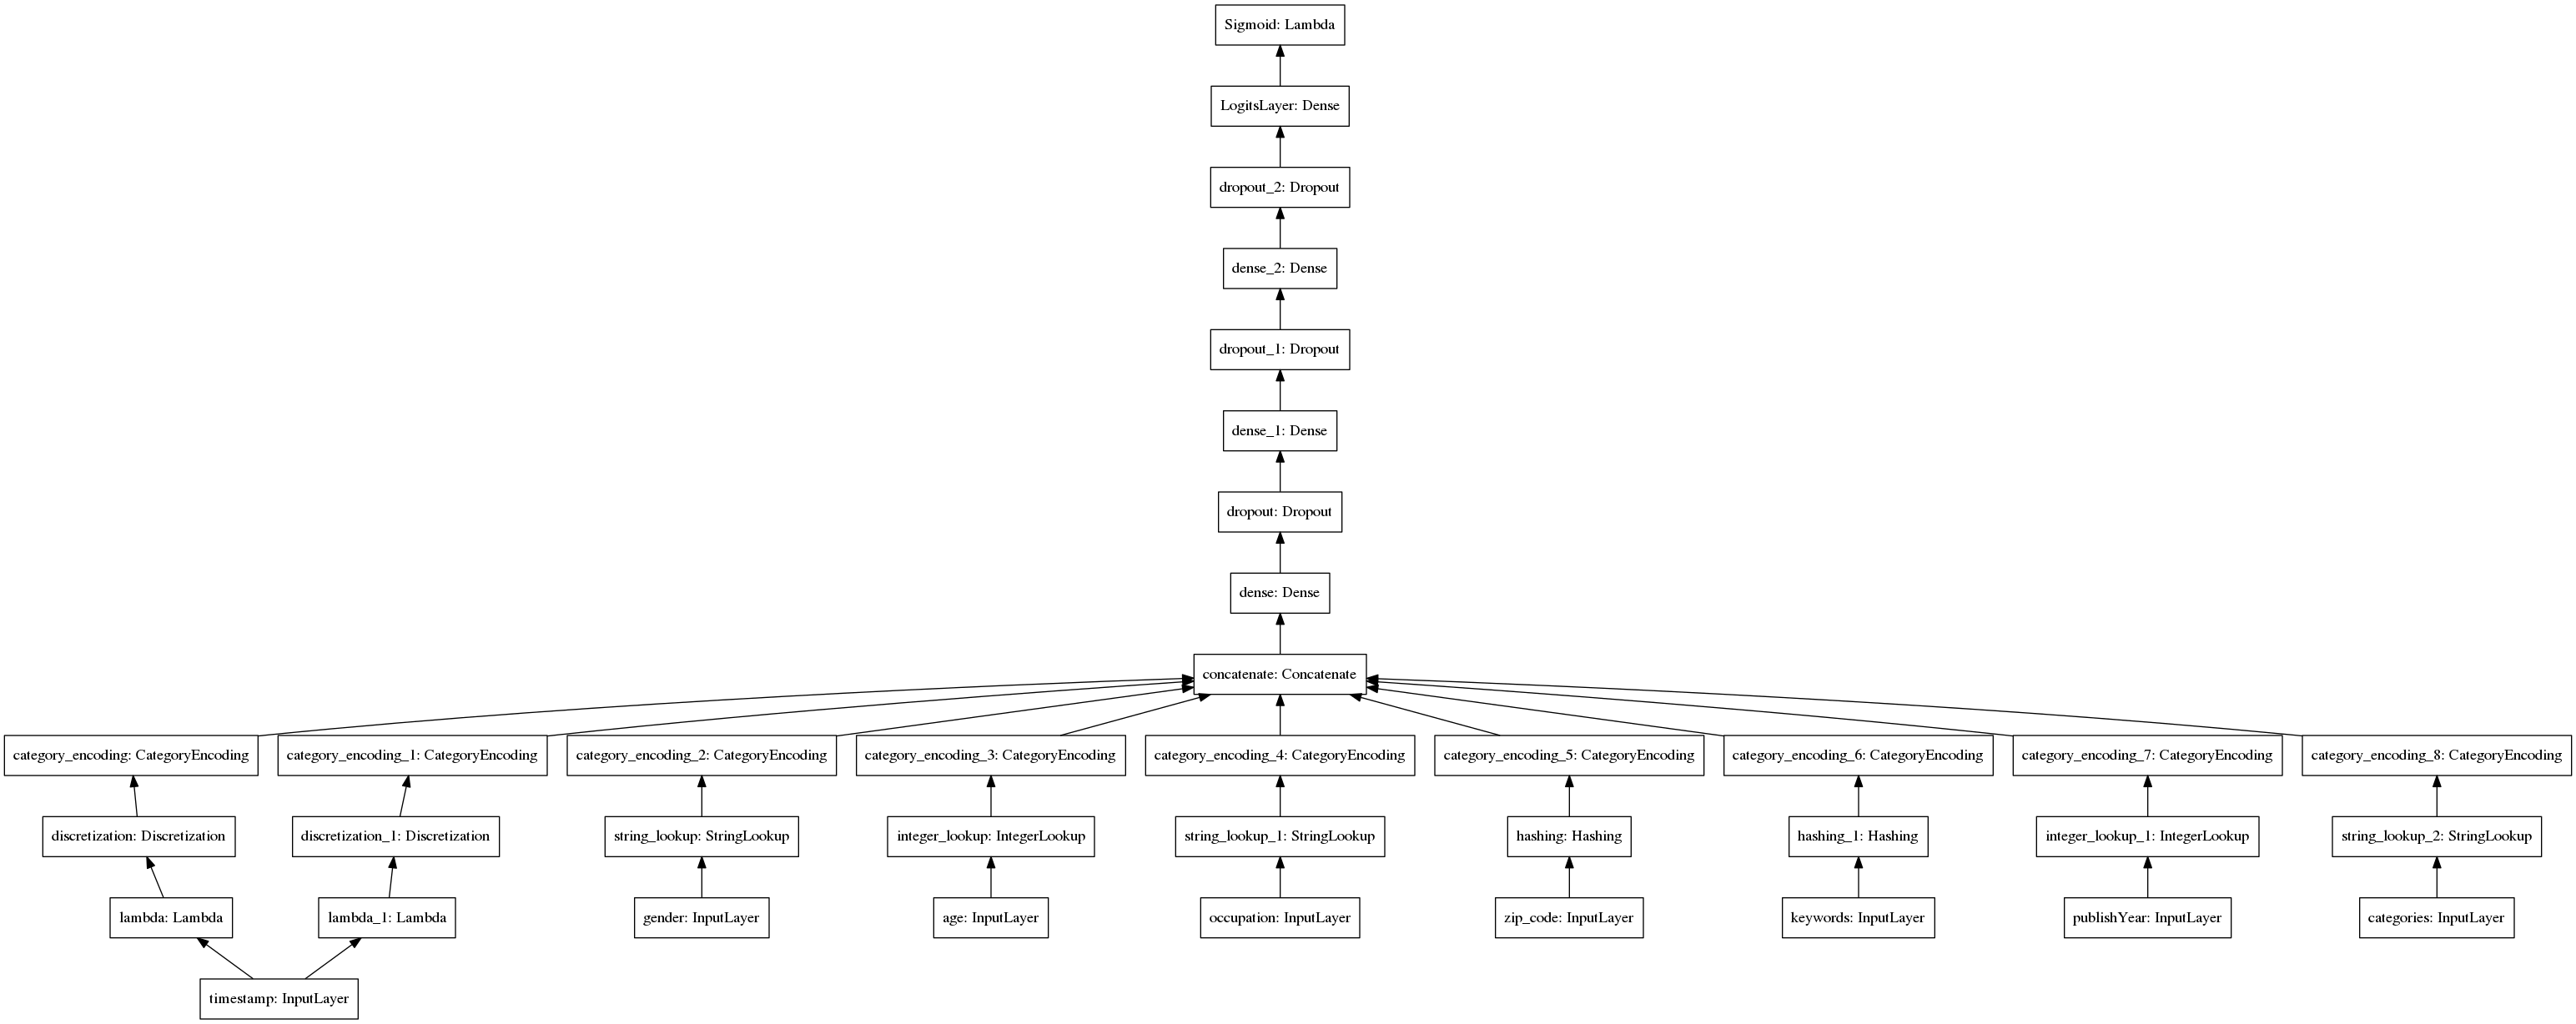 Sigmoid: Lambda
LogitsLayer: Dense
dropout_2: Dropout
dense_2: Dense
dropout_1: Dropout
dense_1: Dense
dropout: Dropout
dense: Dense
concatenate: Concatenate
category_encoding: CategoryEncoding
category_encoding_1: CategoryEncoding
category_encoding_2: CategoryEncoding
category_encoding_3: CategoryEncoding
category_encoding_4: CategoryEncoding
category_encoding_5: CategoryEncoding
category_encoding_6: CategoryEncoding
category_encoding_7: CategoryEncoding
category_encoding_8: CategoryEncoding
discretization: Discretization
discretization_1: Discretization
string_lookup: StringLookup
integer_lookup: IntegerLookup
string_lookup_1: StringLookup
hashing: Hashing
hashing_1: Hashing
integer_lookup_1: IntegerLookup
string_lookup_2: StringLookup
lambda: Lambda
lambda_1: Lambda
gender: InputLayer
age: InputLayer
occupation: InputLayer
zip_code: InputLayer
keywords: InputLayer
publishYear: InputLayer
categories: InputLayer
timestamp: InputLayer